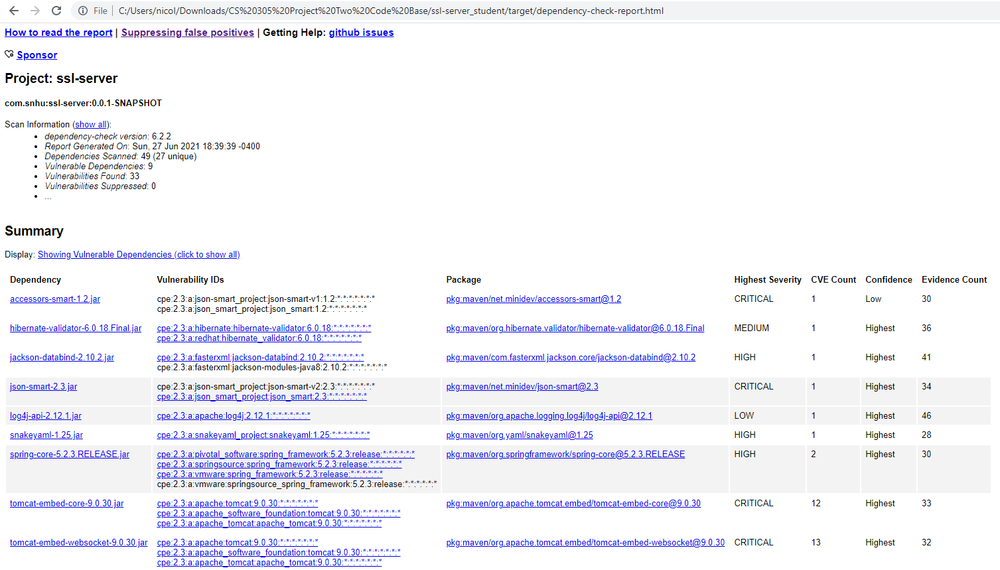 File | C:/Users/nicol/Downloads/CS%20305%20Project%20Two%20Code%20Base/ssl-server_student/target/dependency-check-report.html
How to read the report | Suppressing false positives | Getting Help: github issues
Sponsor
Project: ssl-server
com.snhu:ssl-server:0.0.1-SNAPSHOT
Scan Information (show all):
• dependency-check version: 6.2.2
• Report Generated On: Sun, 27 Jun 2021 18:39:39 -0400
• Dependencies Scanned: 49 (27 unique)
• Vulnerable Dependencies: 9
• Vulnerabilities Found: 33
• Vulnerabilities Suppressed: 0
• ...
Summary
Display: Showing Vulnerable Dependencies (click to show all)
Dependency Vulnerability IDs Package Highest Severity CVE Count Confidence Evidence Count
accessors-smart-1.2.jar cpe:2.3:a:json-smart_project:json-smart-v1:1.2:*:*:*:*:*:*:* pkg:maven/net.minidev/accessors-smart@1.2 CRITICAL 1 Low 30
cpe:2.3:a:json_smart_project:json_smart:1.2:*:*:*:*:*:*:*
hibernate-validator-6.0.18.Final.jar cpe:2.3:a:hibernate:hibernate-validator:6.0.18:*:*:*:*:*:*:* pkg:maven/org.hibernate.validator/hibernate-validator@6.0.18.Final MEDIUM 1 Highest 36
cpe:2.3:a:redhat:hibernate_validator:6.0.18:*:*:*:*:*:*:*
jackson-databind-2.10.2.jar cpe:2.3:a:fasterxml:jackson-databind:2.10.2:*:*:*:*:*:*:* pkg:maven/com.fasterxml.jackson.core/jackson-databind@2.10.2 HIGH 1 Highest 41
cpe:2.3:a:fasterxml:jackson-modules-java8:2.10.2:*:*:*:*:*:*:*
json-smart-2.3.jar cpe:2.3:a:json-smart_project:json-smart-v2:2.3:*:*:*:*:*:*:* pkg:maven/net.minidev/json-smart@2.3 CRITICAL 1 Highest 34
cpe:2.3:a:json_smart_project:json_smart:2.3:*:*:*:*:*:*:*
log4j-api-2.12.1.jar cpe:2.3:a:apache:log4j:2.12.1:*:*:*:*:*:*:* pkg:maven/org.apache.logging.log4j/log4j-api@2.12.1 LOW 1 Highest 46
snakeyaml-1.25.jar cpe:2.3:a:snakeyaml_project:snakeyaml:1.25:*:*:*:*:*:*:* pkg:maven/org.yaml/snakeyaml@1.25 HIGH 1 Highest 28
spring-core-5.2.3.RELEASE.jar cpe:2.3:a:pivotal_software:spring_framework:5.2.3:release:*:*:*:*:*:* pkg:maven/org.springframework/spring-core@5.2.3.RELEASE HIGH 2 Highest 30
cpe:2.3:a:springsource:spring_framework:5.2.3:release:*:*:*:*:*:*
cpe:2.3:a:vmware:spring_framework:5.2.3:release:*:*:*:*:*:*
cpe:2.3:a:vmware:springsource_spring_framework:5.2.3:release:*:*:*:*:*:*
tomcat-embed-core-9.0.30.jar cpe:2.3:a:apache:tomcat:9.0.30:*:*:*:*:*:*:* pkg:maven/org.apache.tomcat.embed/tomcat-embed-core@9.0.30 CRITICAL 12 Highest 33
cpe:2.3:a:apache_software_foundation:tomcat:9.0.30:*:*:*:*:*:*:*
cpe:2.3:a:apache_tomcat:apache_tomcat:9.0.30:*:*:*:*:*:*:*
tomcat-embed-websocket-9.0.30.jar cpe:2.3:a:apache:tomcat:9.0.30:*:*:*:*:*:*:* pkg:maven/org.apache.tomcat.embed/tomcat-embed-websocket@9.0.30 CRITICAL 13 Highest 32
cpe:2.3:a:apache_software_foundation:tomcat:9.0.30:*:*:*:*:*:*:*
cpe:2.3:a:apache_tomcat:apache_tomcat:9.0.30:*:*:*:*:*:*:*